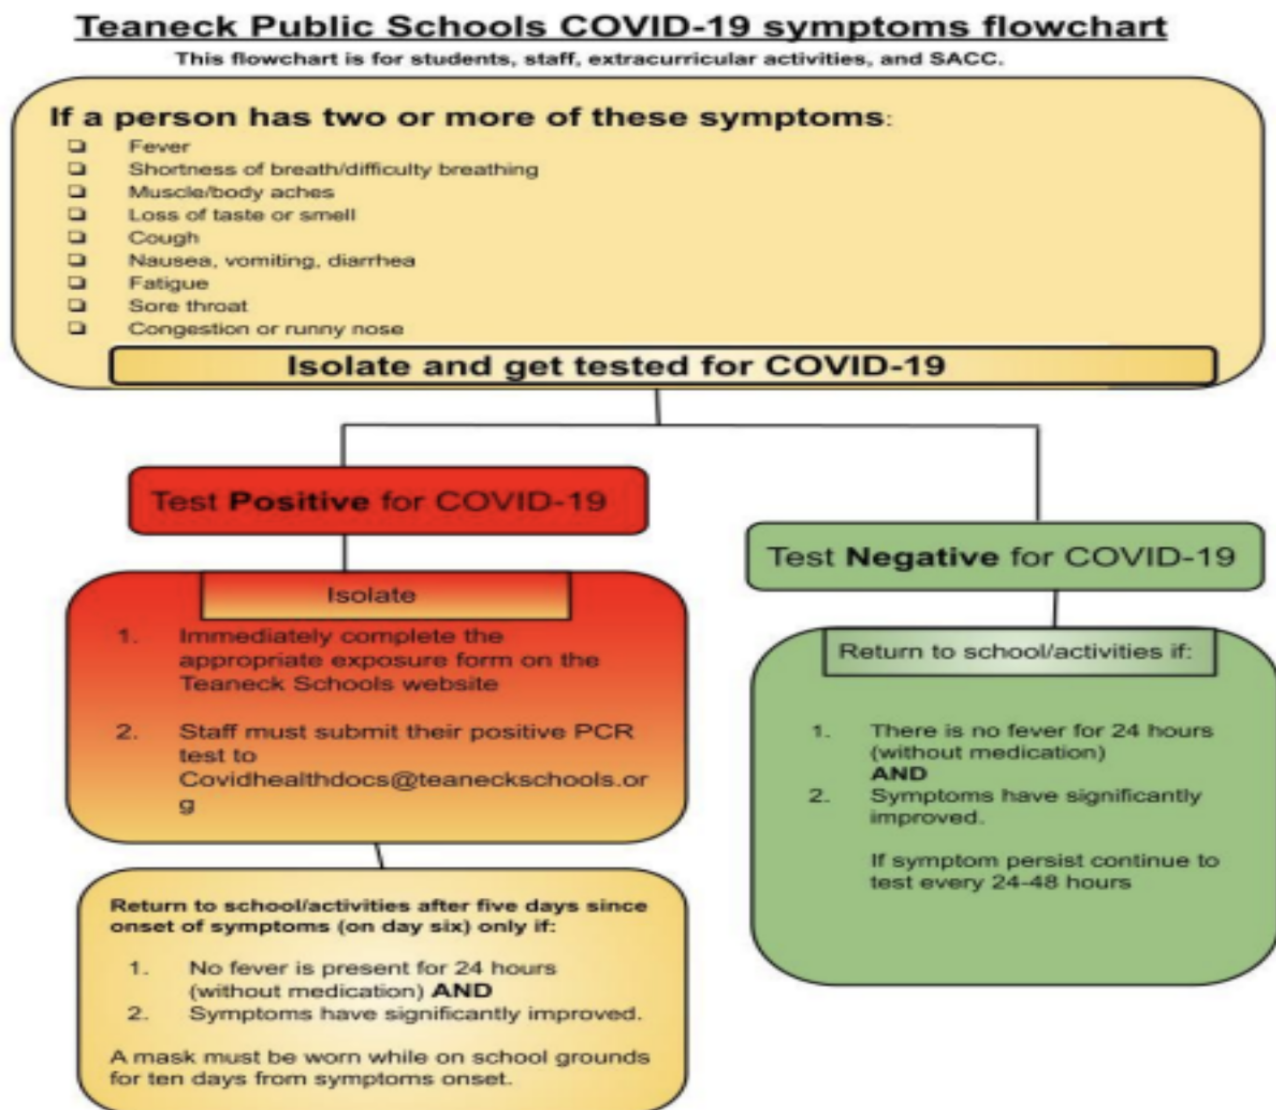 Teaneck Public Schools COVID-19 symptoms flowchart
This flowchart is for students, staff, extracurricular activities, and SACC.
If a person has two or more of these symptoms:
❑ Fever
❑ Shortness of breath/difficulty breathing
❑ Muscle/body aches
❑ Loss of taste or smell
❑ Cough
❑ Nausea, vomiting, diarrhea
❑ Fatigue
❑ Sore throat
❑ Congestion or runny nose
Isolate and get tested for COVID-19
Test Positive for COVID-19
Isolate
1. Immediately complete the
appropriate exposure form on the
Teaneck Schools website
2. Staff must submit their positive PCR
test to
Covidhealthdocs@teaneckschools.or
g
Return to school/activities after five days since
onset of symptoms (on day six) only if:
1. No fever is present for 24 hours
(without medication) AND
2. Symptoms have significantly improved.
A mask must be worn while on school grounds
for ten days from symptoms onset.
Test Negative for COVID-19
Return to school/activities if:
1. There is no fever for 24 hours
(without medication)
AND
2. Symptoms have significantly
improved.
If symptom persist continue to
test every 24-48 hours